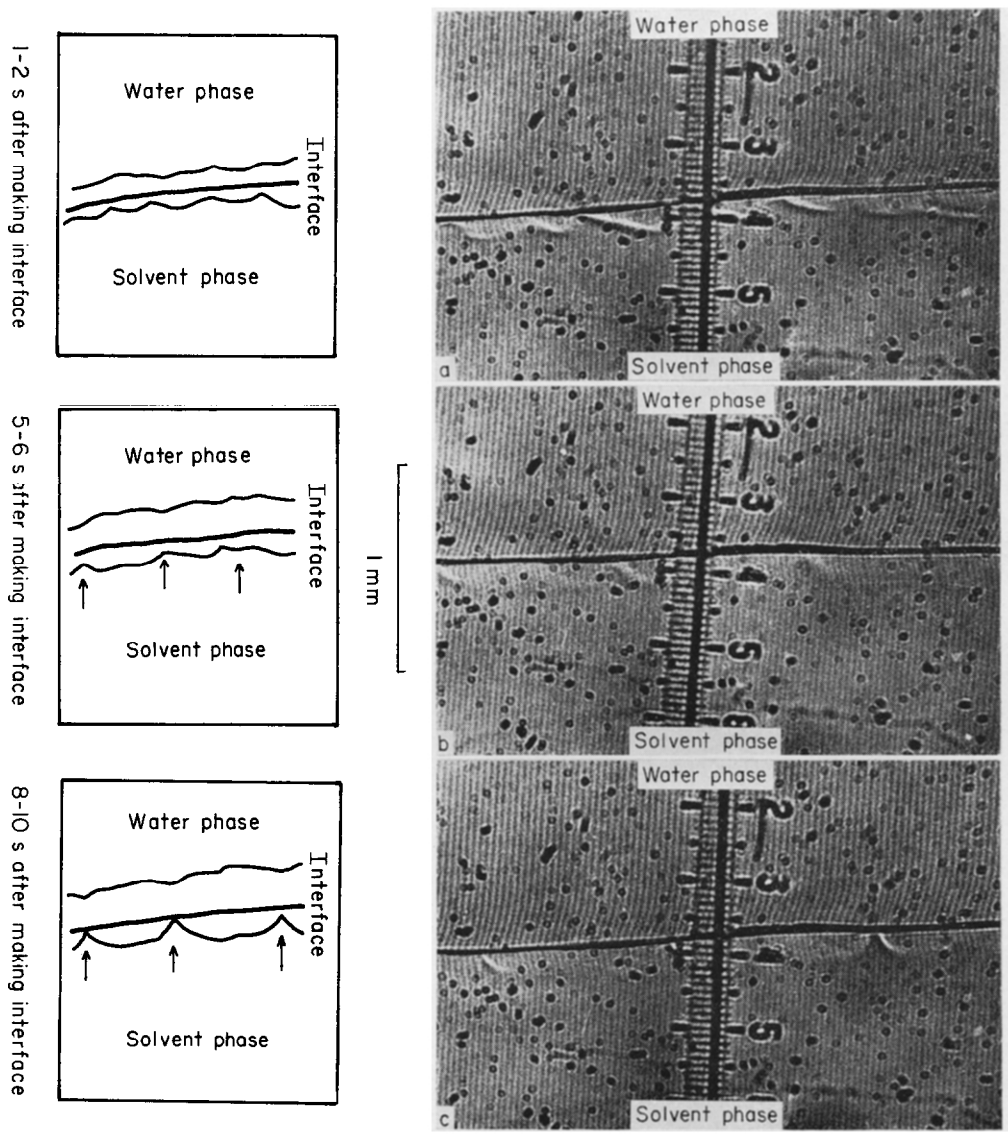 1-2 s after making interface
Water phase
Interface
Solvent phase
Water phase
2
3
4
5
a
Solvent phase
5-6 s after making interface
Water phase
Interface
Solvent phase
1 mm
Water phase
2
3
4
5
6
b
Solvent phase
8-10 s after making interface
Water phase
Interface
Solvent phase
Water phase
2
3
4
5
c
Solvent phase